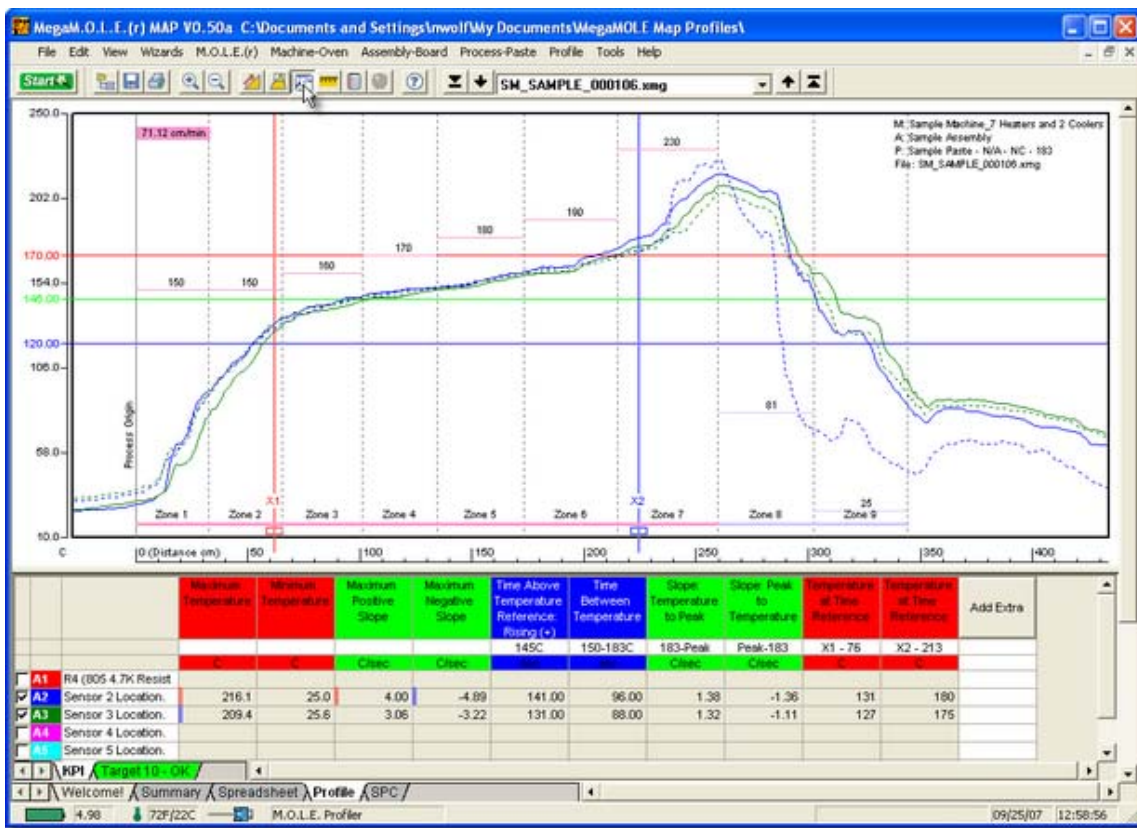 MegaM.O.L.E.(r) MAP V0.50a C:\Documents and Settings\nwolf\My Documents\MegaMOLE Map Profiles\
File Edit View Wizards M.O.L.E.(r) Machine-Oven Assembly-Board Process-Paste Profile Tools Help
Start SM_SAMPLE_000106.xmg
250.0
71.12 cm/min
M: Sample Machine_7 Heaters and 2 Coolers
A: Sample Assembly
P: Sample Paste - N/A - NC - 183
File: SM_SAMPLE_000106.xmg
230
202.0
190
180
170
170.00
160
154.0
150 150
145.00
120.00
106.0
81
Process Origin
58.0
X1 X2
25
Zone 1 Zone 2 Zone 3 Zone 4 Zone 5 Zone 6 Zone 7 Zone 8 Zone 9
10.0
C 0 (Distance cm) 50 100 150 200 250 300 350 400
Maximum Temperature Minimum Temperature Maximum Positive Slope Maximum Negative Slope Time Above Temperature Reference: Rising (+) Time Between Temperature Slope: Temperature to Peak Slope: Peak to Temperature Temperature at Time Reference Temperature at Time Reference Add Extra
145C 150-183C 183-Peak Peak-183 X1 - 76 X2 - 213
C C C/sec C/sec C/sec C/sec C C
A1 R4 (805 4.7K Resist
A2 Sensor 2 Location. 216.1 25.0 4.00 -4.89 141.00 96.00 1.38 -1.36 131 180
A3 Sensor 3 Location. 209.4 25.6 3.06 -3.22 131.00 88.00 1.32 -1.11 127 175
A4 Sensor 4 Location.
A5 Sensor 5 Location.
KPI Target 10 - OK
Welcome! Summary Spreadsheet Profile SPC
4.98 72F/22C M.O.L.E. Profiler 09/25/07 12:58:56